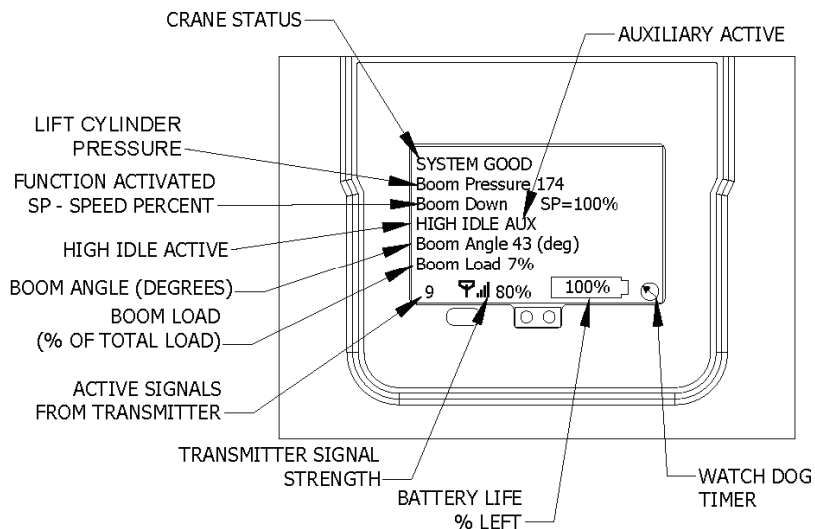 CRANE STATUS
AUXILIARY ACTIVE
LIFT CYLINDER
PRESSURE
FUNCTION ACTIVATED
SP - SPEED PERCENT
HIGH IDLE ACTIVE
BOOM ANGLE (DEGREES)
BOOM LOAD
(% OF TOTAL LOAD)
ACTIVE SIGNALS
FROM TRANSMITTER
TRANSMITTER SIGNAL
STRENGTH
BATTERY LIFE
% LEFT
WATCH DOG
TIMER
SYSTEM GOOD
Boom Pressure 174
Boom Down SP=100%
HIGH IDLE AUX
Boom Angle 43 (deg)
Boom Load 7%
9 80% 100%